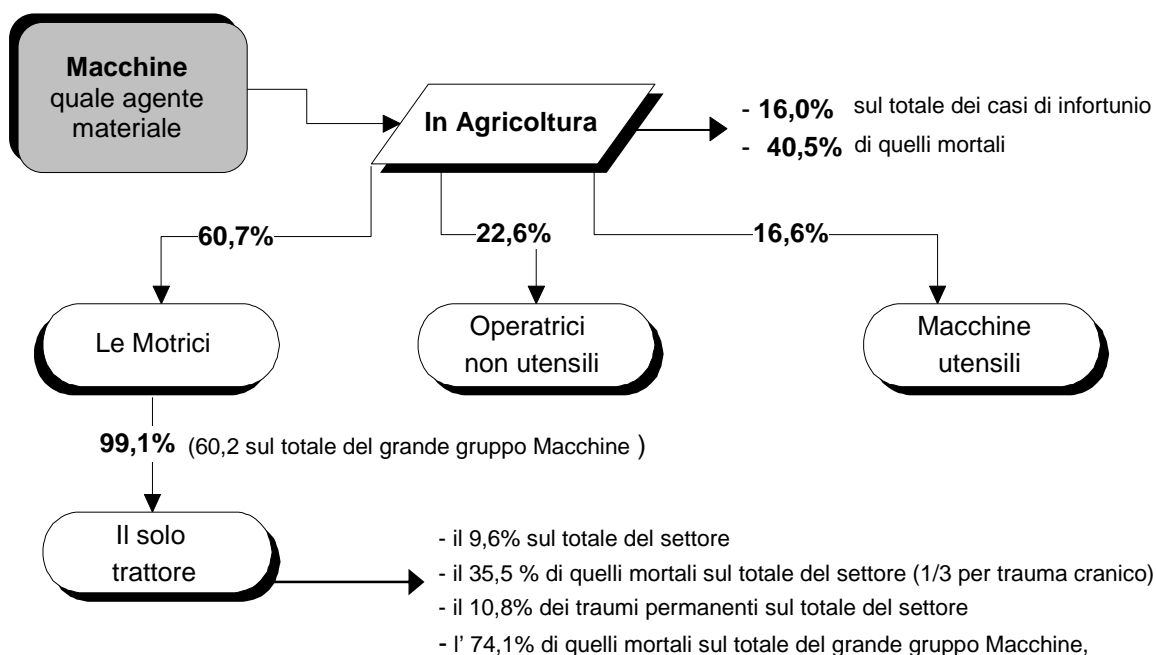 Macchine
quale agente
materiale
In Agricoltura
- 16,0% sul totale dei casi di infortunio
- 40,5% di quelli mortali
60,7%
22,6%
16,6%
Le Motrici
Operatrici
non utensili
Macchine
utensili
99,1% (60,2 sul totale del grande gruppo Macchine )
Il solo
trattore
- il 9,6% sul totale del settore
- il 35,5 % di quelli mortali sul totale del settore (1/3 per trauma cranico)
- il 10,8% dei traumi permanenti sul totale del settore
- l' 74,1% di quelli mortali sul totale del grande gruppo Macchine,